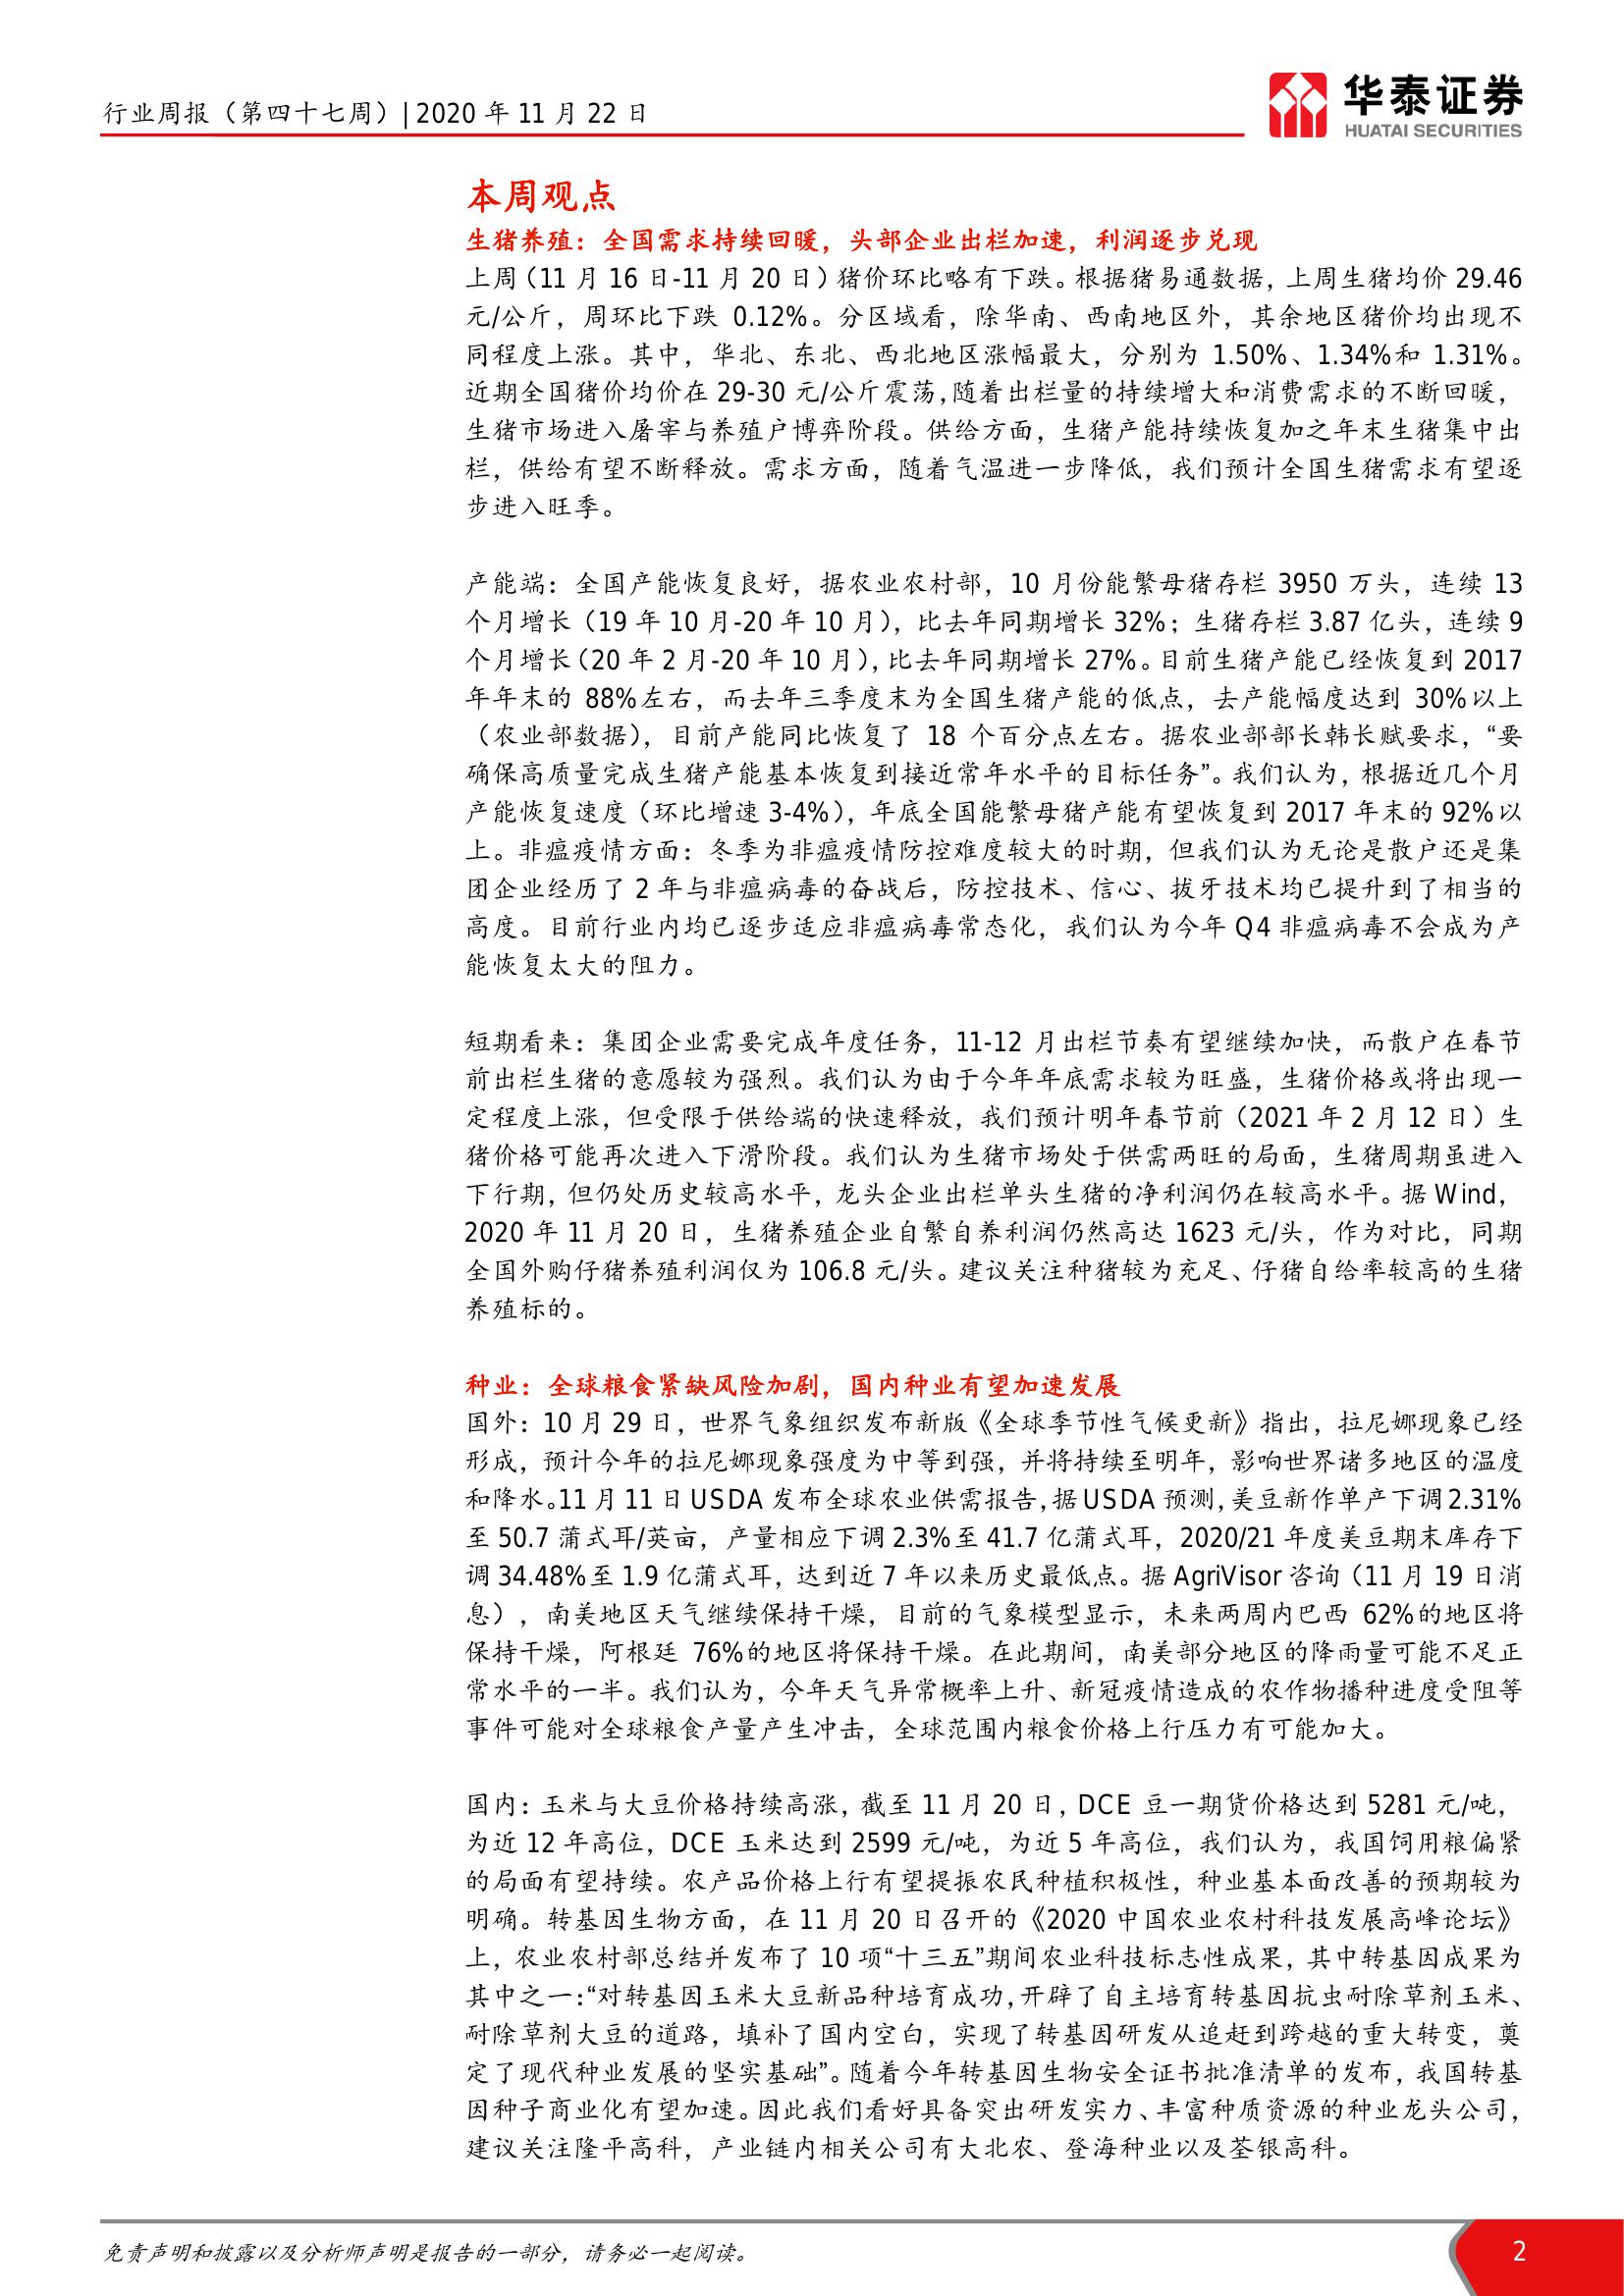 行业周报（第四十七周）| 2020 年 11 月 22 日
华泰证券
HUATAI SECURITIES
本周观点
生猪养殖：全国需求持续回暖，头部企业出栏加速，利润逐步兑现
上周（11 月 16 日-11 月 20 日）猪价环比略有下跌。根据猪易通数据，上周生猪均价 29.46
元/公斤，周环比下跌 0.12%。分区域看，除华南、西南地区外，其余地区猪价均出现不
同程度上涨。其中，华北、东北、西北地区涨幅最大，分别为 1.50%、1.34%和 1.31%。
近期全国猪价均价在 29-30 元/公斤震荡，随着出栏量的持续增大和消费需求的不断回暖，
生猪市场进入屠宰与养殖户博弈阶段。供给方面，生猪产能持续恢复加之年末生猪集中出
栏，供给有望不断释放。需求方面，随着气温进一步降低，我们预计全国生猪需求有望逐
步进入旺季。
产能端：全国产能恢复良好，据农业农村部，10 月份能繁母猪存栏 3950 万头，连续 13
个月增长（19 年 10 月-20 年 10 月），比去年同期增长 32%；生猪存栏 3.87 亿头，连续 9
个月增长（20 年 2 月-20 年 10 月），比去年同期增长 27%。目前生猪产能已经恢复到 2017
年年末的 88%左右，而去年三季度末为全国生猪产能的低点，去产能幅度达到 30%以上
（农业部数据），目前产能同比恢复了 18 个百分点左右。据农业部部长韩长赋要求，“要
确保高质量完成生猪产能基本恢复到接近常年水平的目标任务”。我们认为，根据近几个月
产能恢复速度（环比增速 3-4%），年底全国能繁母猪产能有望恢复到 2017 年末的 92%以
上。非瘟疫情方面：冬季为非瘟疫情防控难度较大的时期，但我们认为无论是散户还是集
团企业经历了 2 年与非瘟病毒的奋战后，防控技术、信心、拔牙技术均已提升到了相当的
高度。目前行业内均已逐步适应非瘟病毒常态化，我们认为今年 Q4 非瘟病毒不会成为产
能恢复太大的阻力。
短期看来：集团企业需要完成年度任务，11-12 月出栏节奏有望继续加快，而散户在春节
前出栏生猪的意愿较为强烈。我们认为由于今年年底需求较为旺盛，生猪价格或将出现一
定程度上涨，但受限于供给端的快速释放，我们预计明年春节前（2021 年 2 月 12 日）生
猪价格可能再次进入下滑阶段。我们认为生猪市场处于供需两旺的局面，生猪周期虽进入
下行期，但仍处历史较高水平，龙头企业出栏单头生猪的净利润仍在较高水平。据 Wind，
2020 年 11 月 20 日，生猪养殖企业自繁自养利润仍然高达 1623 元/头，作为对比，同期
全国外购仔猪养殖利润仅为 106.8 元/头。建议关注种猪较为充足、仔猪自给率较高的生猪
养殖标的。
种业：全球粮食紧缺风险加剧，国内种业有望加速发展
国外：10 月 29 日，世界气象组织发布新版《全球季节性气候更新》指出，拉尼娜现象已经
形成，预计今年的拉尼娜现象强度为中等到强，并将持续至明年，影响世界诸多地区的温度
和降水。11 月 11 日 USDA 发布全球农业供需报告，据 USDA 预测，美豆新作单产下调 2.31%
至 50.7 蒲式耳/英亩，产量相应下调 2.3%至 41.7 亿蒲式耳，2020/21 年度美豆期末库存下
调 34.48%至 1.9 亿蒲式耳，达到近 7 年以来历史最低点。据 AgriVisor 咨询（11 月 19 日消
息），南美地区天气继续保持干燥，目前的气象模型显示，未来两周内巴西 62%的地区将
保持干燥，阿根廷 76%的地区将保持干燥。在此期间，南美部分地区的降雨量可能不足正
常水平的一半。我们认为，今年天气异常概率上升、新冠疫情造成的农作物播种进度受阻等
事件可能对全球粮食产量产生冲击，全球范围内粮食价格上行压力有可能加大。
国内：玉米与大豆价格持续高涨，截至 11 月 20 日，DCE 豆一期货价格达到 5281 元/吨，
为近 12 年高位，DCE 玉米达到 2599 元/吨，为近 5 年高位，我们认为，我国饲用粮偏紧
的局面有望持续。农产品价格上行有望提振农民种植积极性，种业基本面改善的预期较为
明确。转基因生物方面，在 11 月 20 日召开的《2020 中国农业农村科技发展高峰论坛》
上，农业农村部总结并发布了 10 项“十三五”期间农业科技标志性成果，其中转基因成果为
其中之一：“对转基因玉米大豆新品种培育成功，开辟了自主培育转基因抗虫耐除草剂玉米、
耐除草剂大豆的道路，填补了国内空白，实现了转基因研发从追赶到跨越的重大转变，奠
定了现代种业发展的坚实基础”。随着今年转基因生物安全证书批准清单的发布，我国转基
因种子商业化有望加速。因此我们看好具备突出研发实力、丰富种质资源的种业龙头公司，
建议关注隆平高科，产业链内相关公司有大北农、登海种业以及荃银高科。
免责声明和披露以及分析师声明是报告的一部分，请务必一起阅读。
2